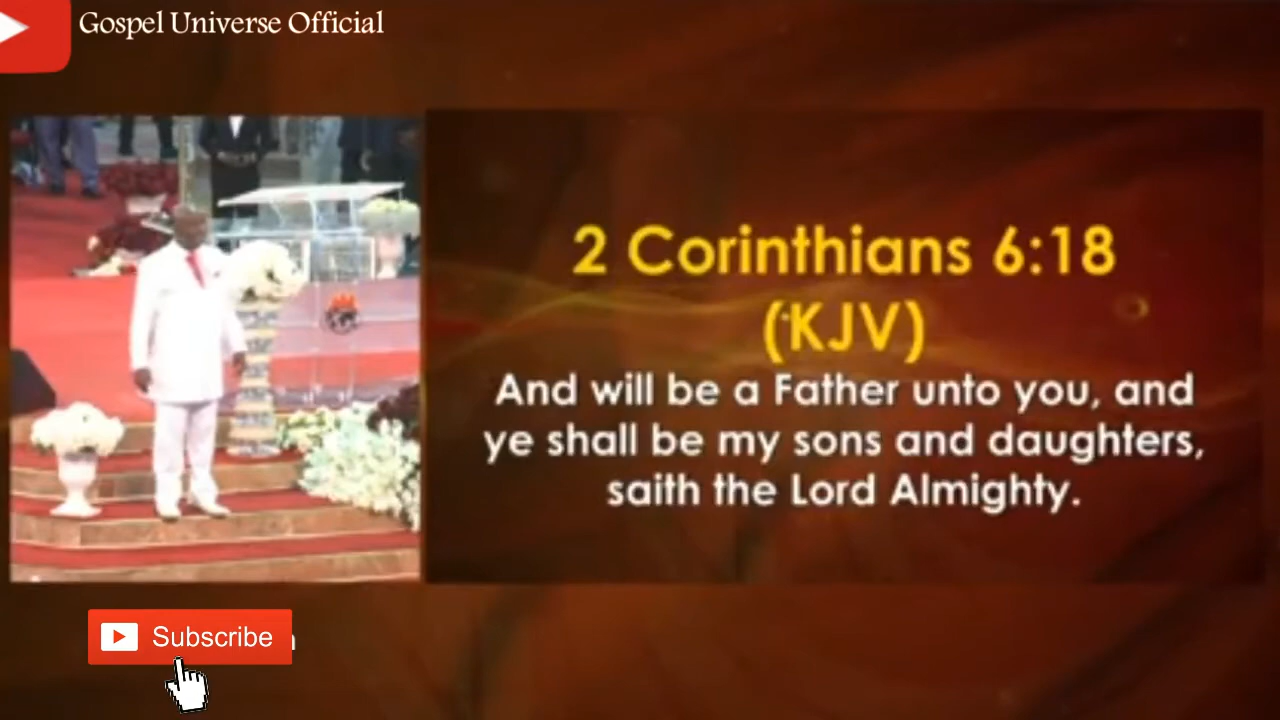 Gospel Universe Official
2 Corinthians 6:18
(KJV)
And will be a Father unto you, and
ye shall be my sons and daughters,
saith the Lord Almighty.
Subscribe